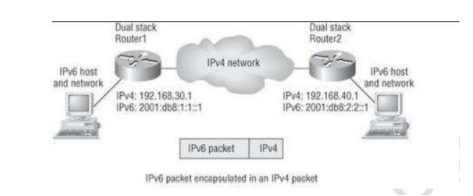 Dual stack
Router1
Dual stack
Router2
IPv4 network
IPv6 host
and network
IPv6 host
and network
IPv4: 192.168.30.1
IPv6: 2001:db8:1:1::1
IPv4: 192.168.40.1
IPv6: 2001:db8:2:2::1
IPv6 packet
IPv4
IPv6 packet encapsulated in an IPv4 packet